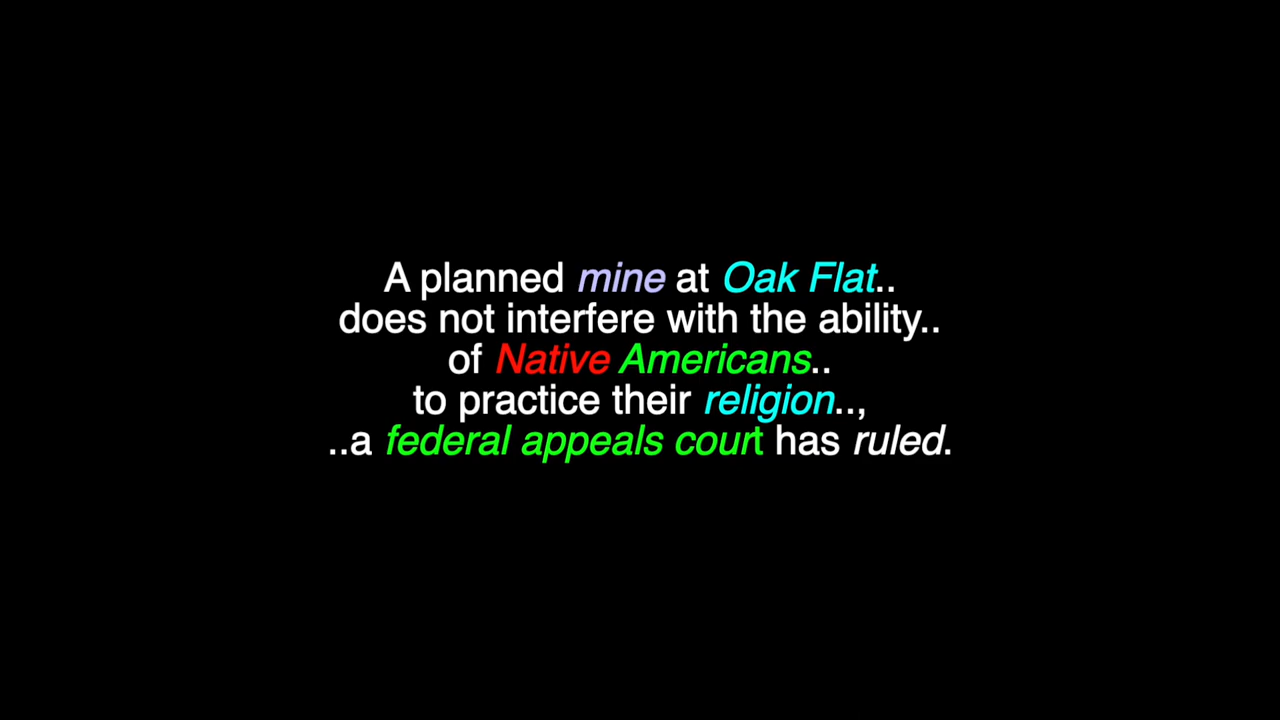 A planned mine at Oak Flat..
does not interfere with the ability..
of Native Americans..
to practice their religion..,
..a federal appeals court has ruled.